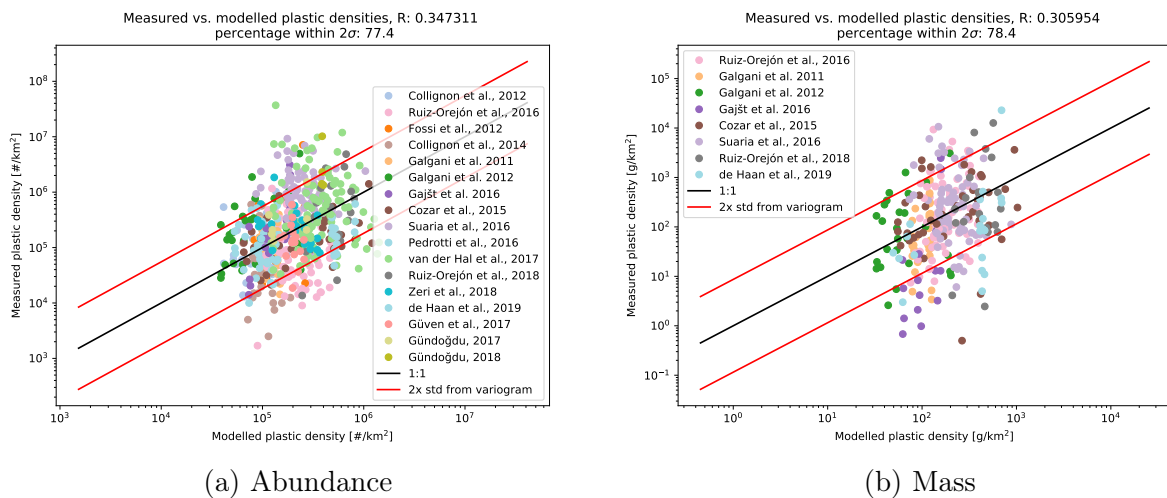 Measured vs. modelled plastic densities, R: 0.347311
percentage within 2σ: 77.4
Measured plastic density [#/km²]
10⁸
10⁷
10⁶
10⁵
10⁴
10³
Collignon et al., 2012
Ruiz-Orejón et al., 2016
Fossi et al., 2012
Collignon et al., 2014
Galgani et al. 2011
Galgani et al. 2012
Gajšt et al. 2016
Cozar et al., 2015
Suaria et al., 2016
Pedrotti et al., 2016
van der Hal et al., 2017
Ruiz-Orejón et al., 2018
Zeri et al., 2018
de Haan et al., 2019
Güven et al., 2017
Gündoğdu, 2017
Gündoğdu, 2018
1:1
2x std from variogram
10³ 10⁴ 10⁵ 10⁶ 10⁷
Modelled plastic density [#/km²]
(a) Abundance
Measured vs. modelled plastic densities, R: 0.305954
percentage within 2σ: 78.4
Measured plastic density [g/km²]
10⁵
10⁴
10³
10²
10¹
10⁰
10⁻¹
Ruiz-Orejón et al., 2016
Galgani et al. 2011
Galgani et al. 2012
Gajšt et al. 2016
Cozar et al., 2015
Suaria et al., 2016
Ruiz-Orejón et al., 2018
de Haan et al., 2019
1:1
2x std from variogram
10⁰ 10¹ 10² 10³ 10⁴
Modelled plastic density [g/km²]
(b) Mass